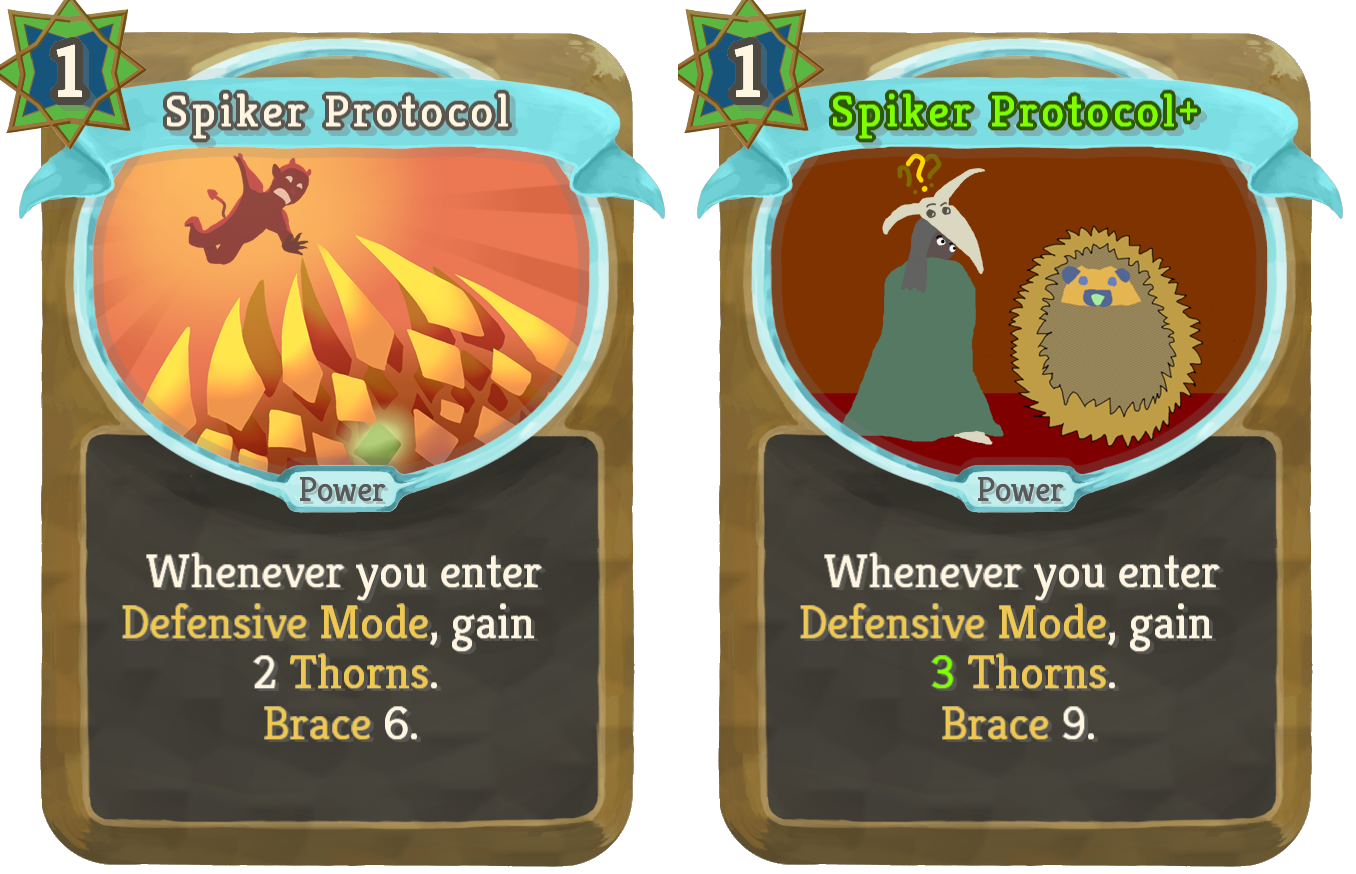 1
Spiker Protocol
Power
Whenever you enter
Defensive Mode, gain
2 Thorns.
Brace 6.
1
Spiker Protocol+
???
Power
Whenever you enter
Defensive Mode, gain
3 Thorns.
Brace 9.